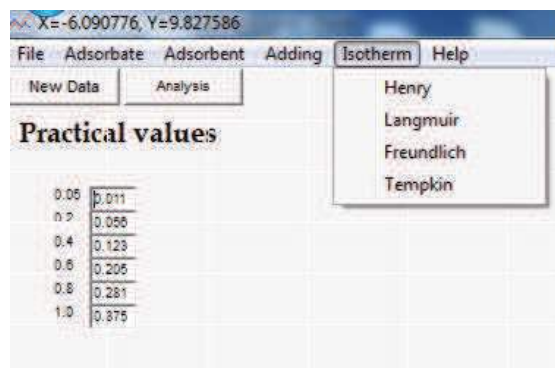 X=-6.090776, Y=9.827586
File Adsorbate Adsorbent Adding Isotherm Help
New Data Analysis
Henry
Langmuir
Freundlich
Tempkin
Practical values
0.05 0.011
0.2 0.056
0.4 0.123
0.6 0.205
0.8 0.281
1.0 0.375